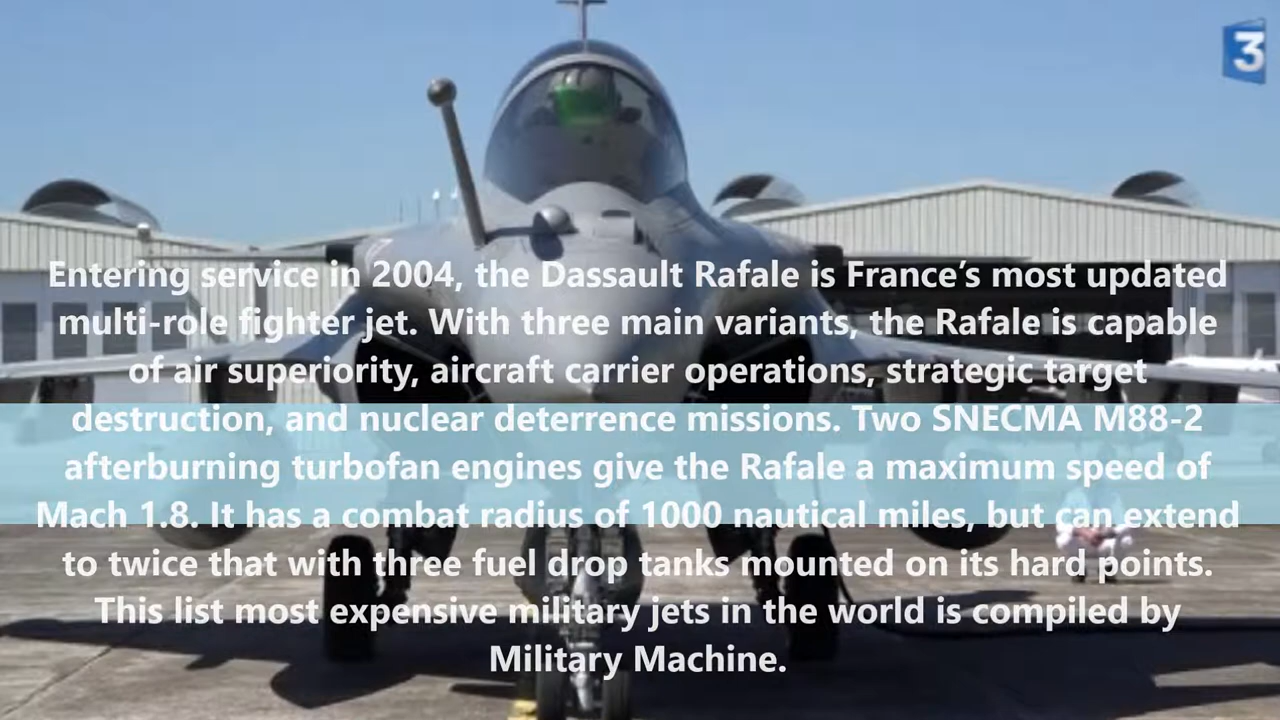 3
Entering service in 2004, the Dassault Rafale is France’s most updated
multi-role fighter jet. With three main variants, the Rafale is capable
of air superiority, aircraft carrier operations, strategic target
destruction, and nuclear deterrence missions. Two SNECMA M88-2
afterburning turbofan engines give the Rafale a maximum speed of
Mach 1.8. It has a combat radius of 1000 nautical miles, but can extend
to twice that with three fuel drop tanks mounted on its hard points.
This list most expensive military jets in the world is compiled by
Military Machine.